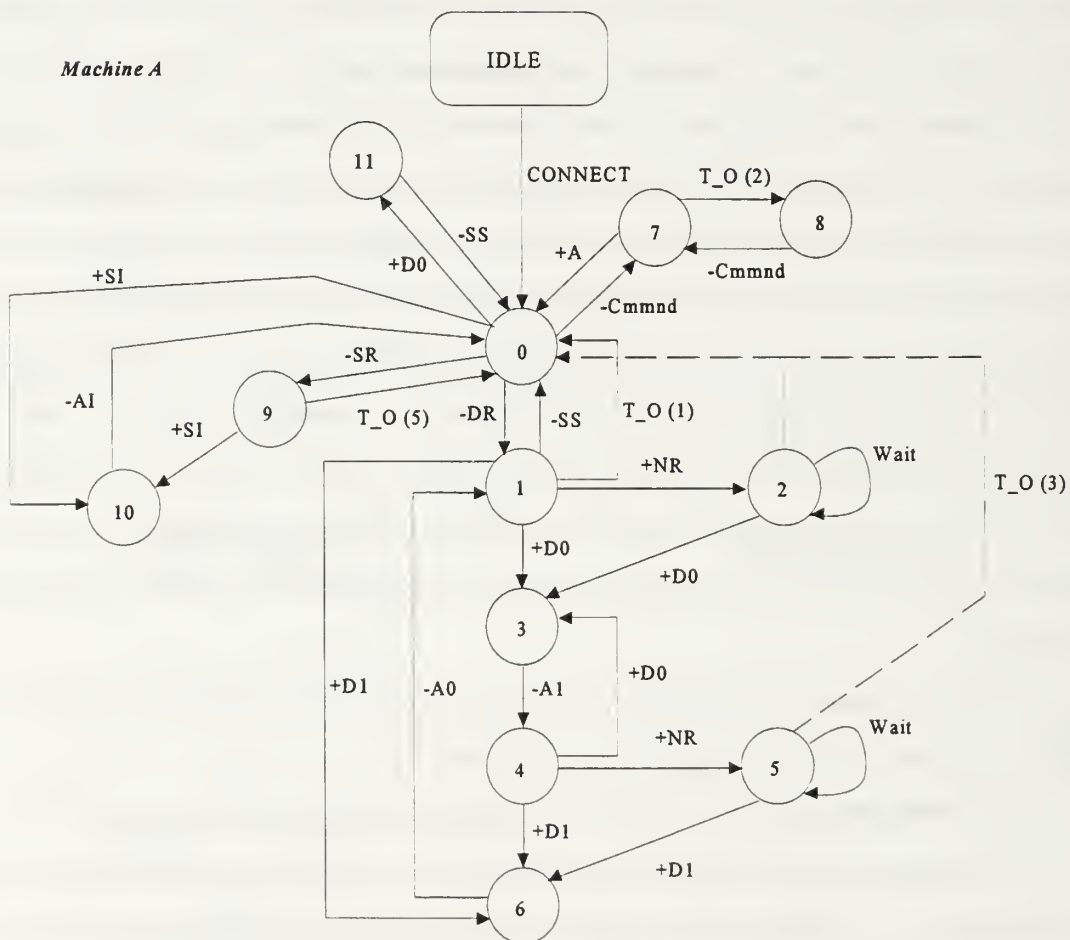 IDLE
Machine A
11
CONNECT
T_O (2)
7
8
-SS
+A
+D0
-Cmmnd
+SI
-Cmmnd
0
-SR
-AI
9
T_O (5)
-DR
-SS
T_O (1)
+SI
+NR
Wait
T_O (3)
10
1
2
+D0
+D0
3
+D1
-A0
-A1
+D0
+NR
Wait
4
5
+D1
+D1
6